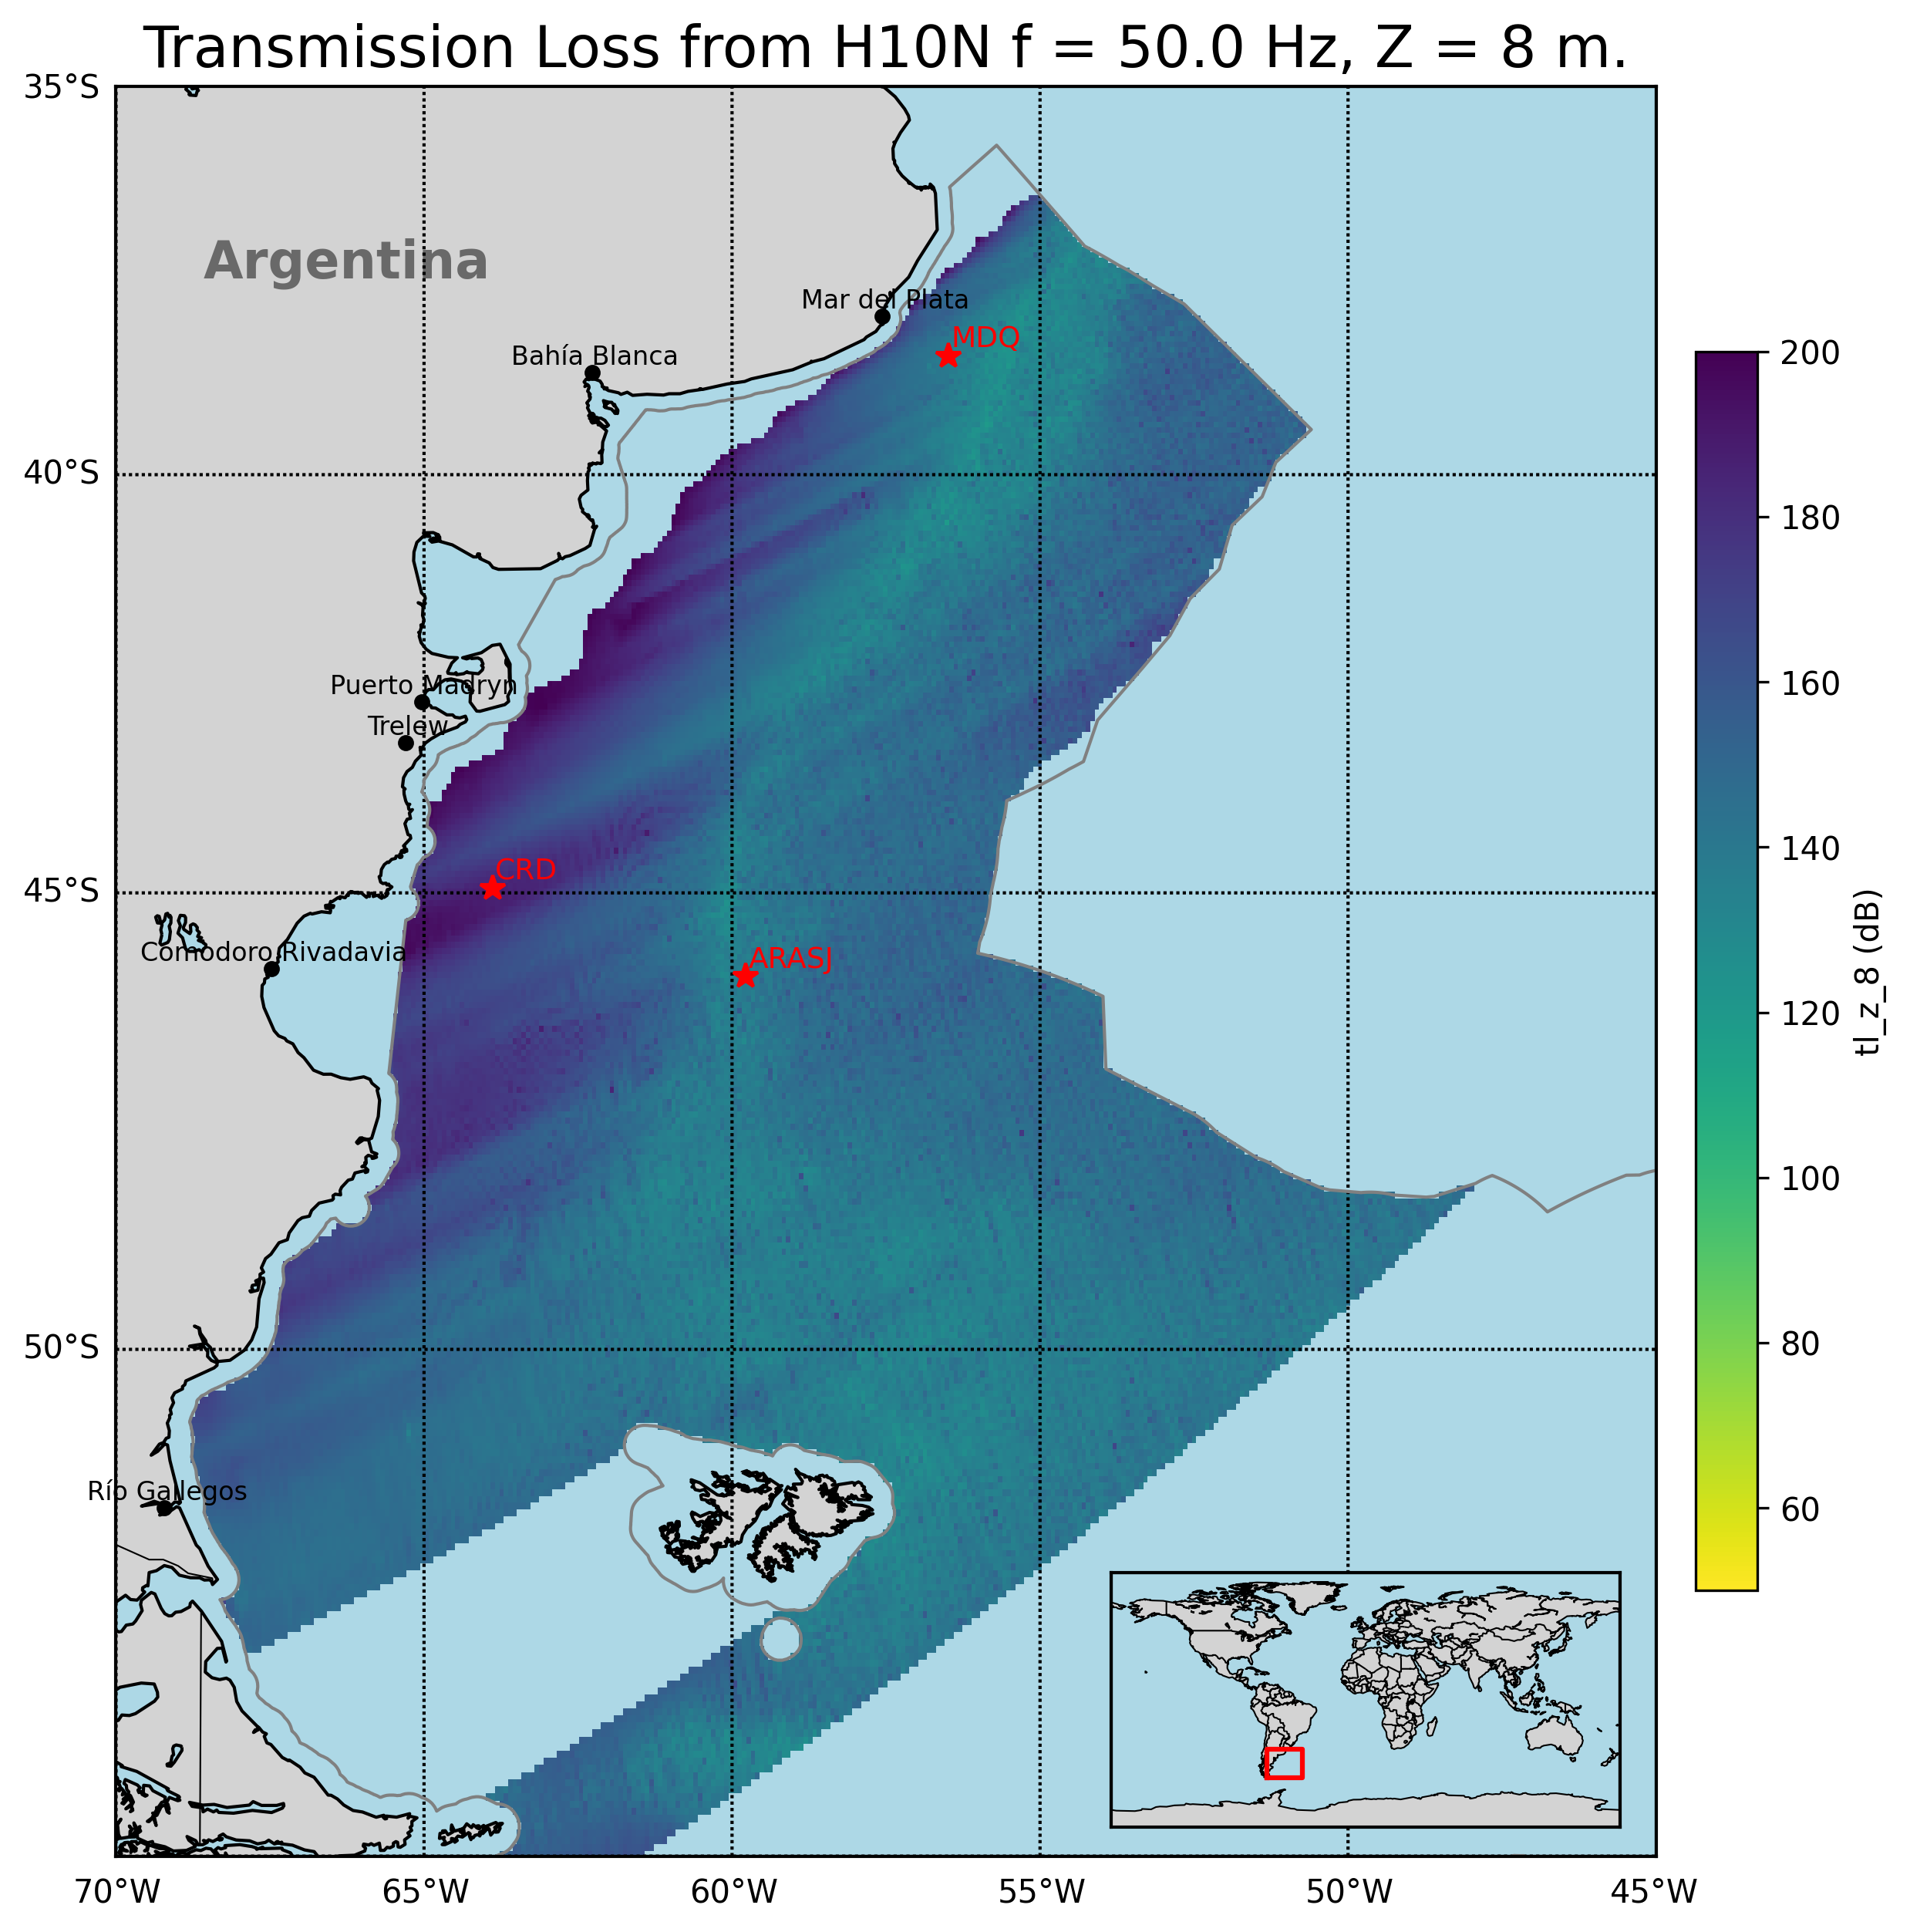 Transmission Loss from H10N f = 50.0 Hz, Z = 8 m.
35°S
Argentina
Mar del Plata
MDQ
Bahía Blanca
200
40°S
180
160
Puerto Madryn
Trelew
140
CRD
45°S
tl_z_8 (dB)
Comodoro Rivadavia
ARASJ
120
100
50°S
80
Río Gallegos
60
70°W
65°W
60°W
55°W
50°W
45°W